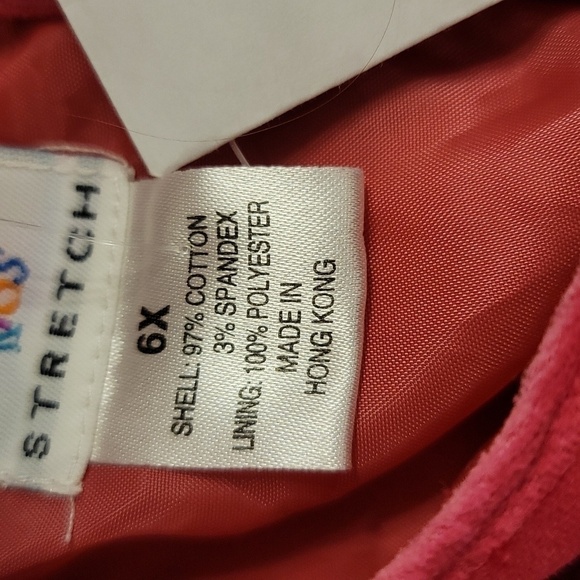 STRETCH
6X
SHELL: 97% COTTON
3% SPANDEX
LINING: 100% POLYESTER
MADE IN
HONG KONG